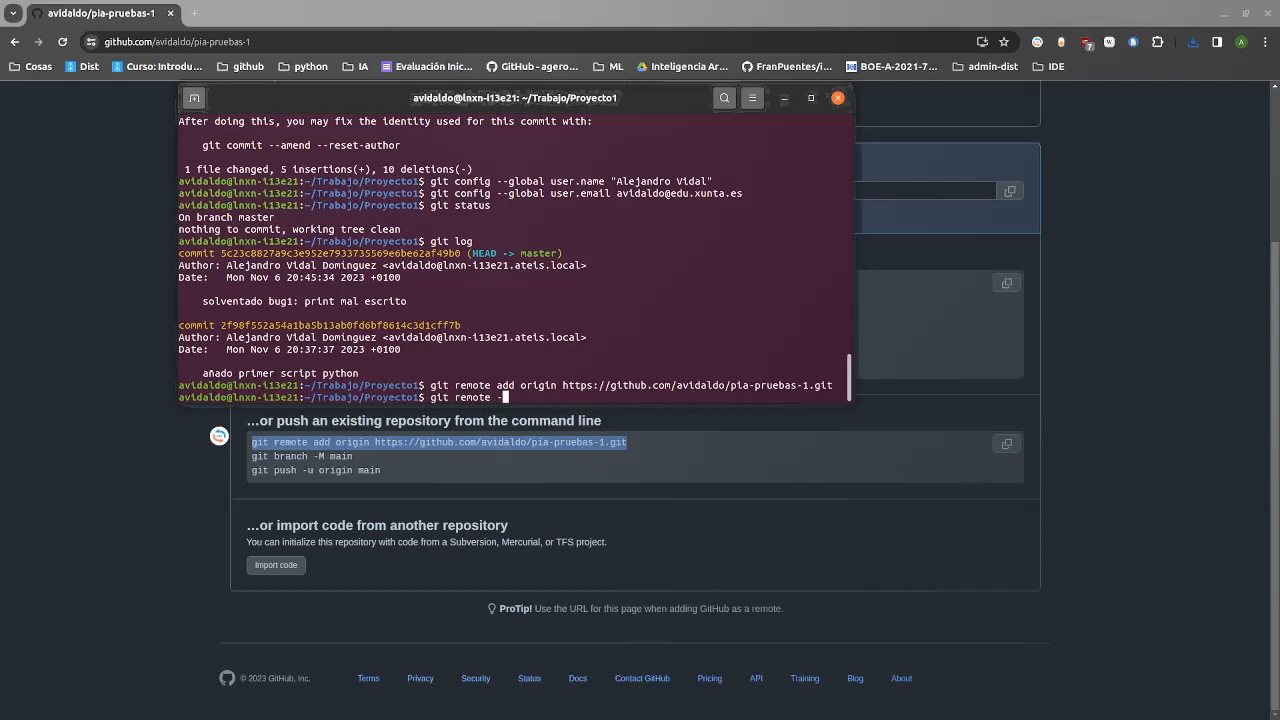 avidaldo/pia-pruebas-1
github.com/avidaldo/pia-pruebas-1
7
A
Cosas
Dist
Curso: Introdu...
github
python
IA
Evaluación Inic...
GitHub - agero...
ML
Inteligencia Ar...
FranPuentes/i...
BOE-A-2021-7...
admin-dist
IDE
avidaldo@lnxn-i13e21: ~/Trabajo/Proyecto1
After doing this, you may fix the identity used for this commit with:
git commit --amend --reset-author
1 file changed, 5 insertions(+), 10 deletions(-)
avidaldo@lnxn-i13e21:~/Trabajo/Proyecto1$ git config --global user.name "Alejandro Vidal"
avidaldo@lnxn-i13e21:~/Trabajo/Proyecto1$ git config --global user.email avidaldo@edu.xunta.es
avidaldo@lnxn-i13e21:~/Trabajo/Proyecto1$ git status
On branch master
nothing to commit, working tree clean
avidaldo@lnxn-i13e21:~/Trabajo/Proyecto1$ git log
commit 5c23c8827a9c3e952e7933735569e6be62af49b0 (HEAD -> master)
Author: Alejandro Vidal Dominguez <avidaldo@lnxn-i13e21.ateis.local>
Date:   Mon Nov 6 20:45:34 2023 +0100
solventado bug1: print mal escrito
commit 2f98f552a54a1ba5b13ab0fd6bf8614c3d1cff7b
Author: Alejandro Vidal Dominguez <avidaldo@lnxn-i13e21.ateis.local>
Date:   Mon Nov 6 20:37:37 2023 +0100
añado primer script python
avidaldo@lnxn-i13e21:~/Trabajo/Proyecto1$ git remote add origin https://github.com/avidaldo/pia-pruebas-1.git
avidaldo@lnxn-i13e21:~/Trabajo/Proyecto1$ git remote -
...or push an existing repository from the command line
git remote add origin https://github.com/avidaldo/pia-pruebas-1.git
git branch -M main
git push -u origin main
...or import code from another repository
You can initialize this repository with code from a Subversion, Mercurial, or TFS project.
Import code
ProTip! Use the URL for this page when adding GitHub as a remote.
© 2023 GitHub, Inc.
Terms
Privacy
Security
Status
Docs
Contact GitHub
Pricing
API
Training
Blog
About